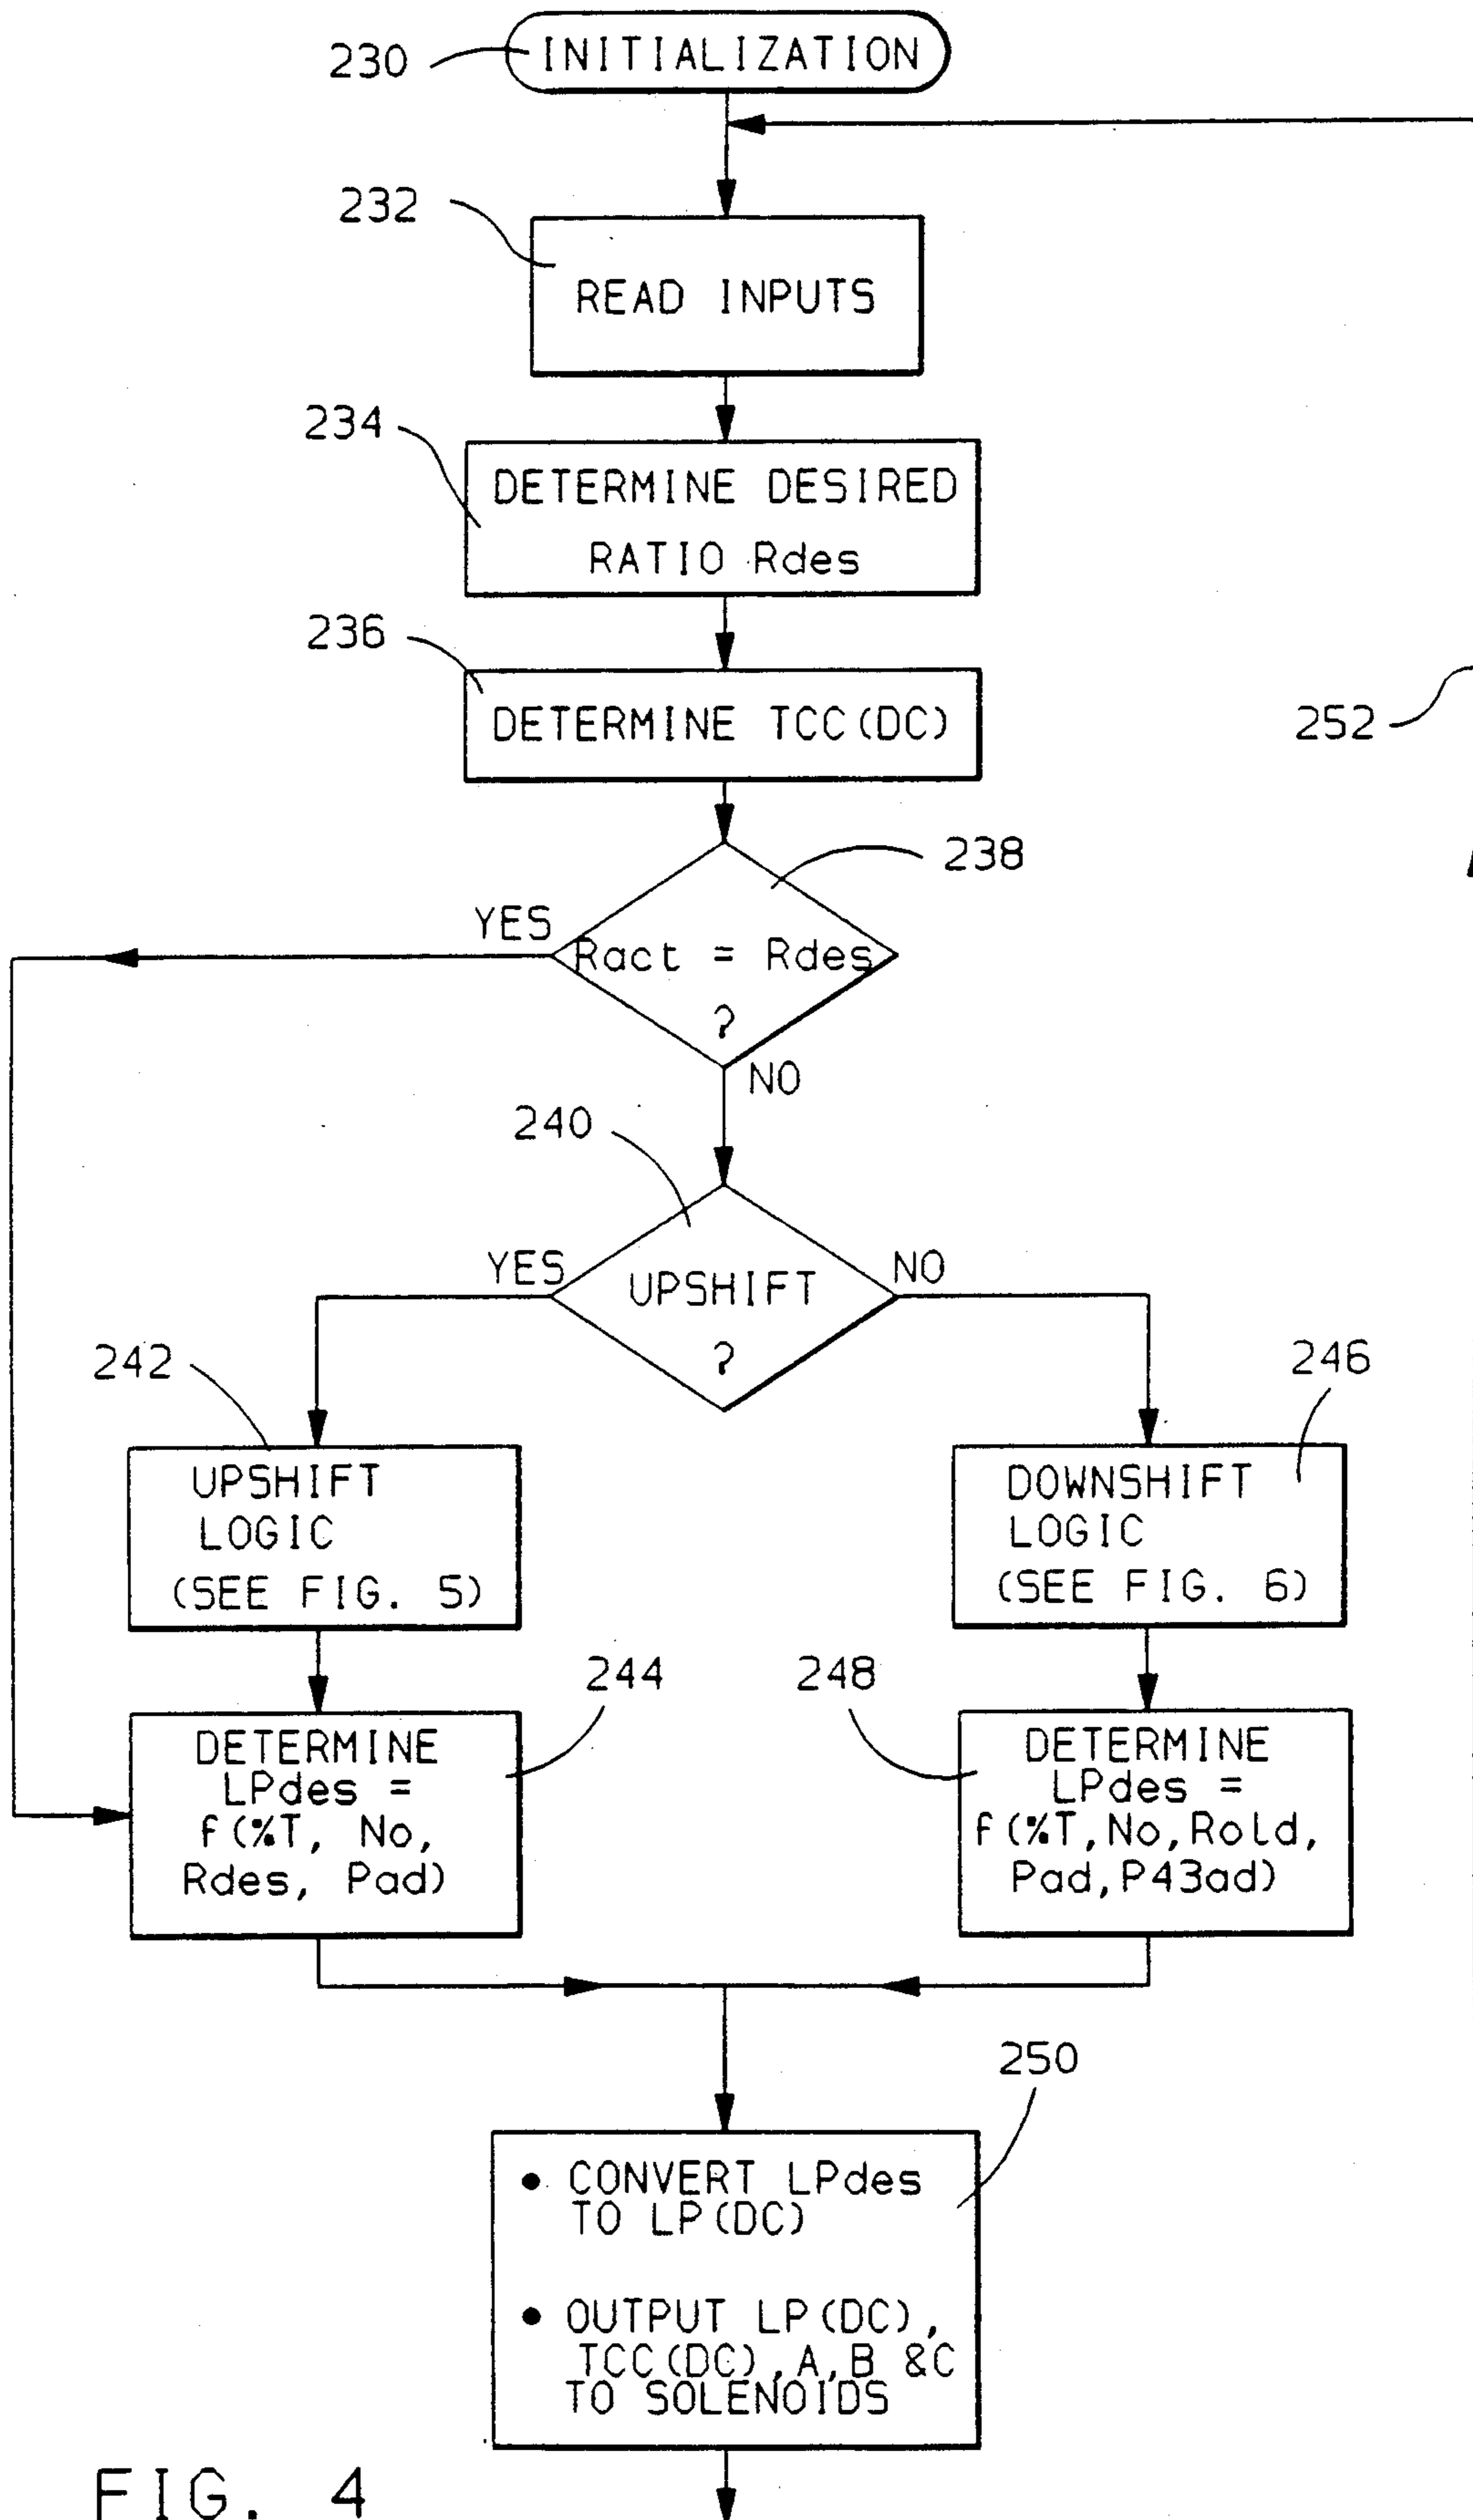 230
INITIALIZATION
232
READ INPUTS
234
DETERMINE DESIRED
RATIO Rdes
236
DETERMINE TCC(DC)
252
238
YES
Ract = Rdes
?
NO
240
YES
UPSHIFT
?
NO
242
246
UPSHIFT
LOGIC
(SEE FIG. 5)
DOWNSHIFT
LOGIC
(SEE FIG. 6)
244
248
DETERMINE
LPdes =
f(%T, No,
Rdes, Pad)
DETERMINE
LPdes =
f(%T,No,Rold,
Pad,P43ad)
250
• CONVERT LPdes
TO LP(DC)
• OUTPUT LP(DC),
TCC(DC),A,B &C
TO SOLENOIDS
FIG. 4